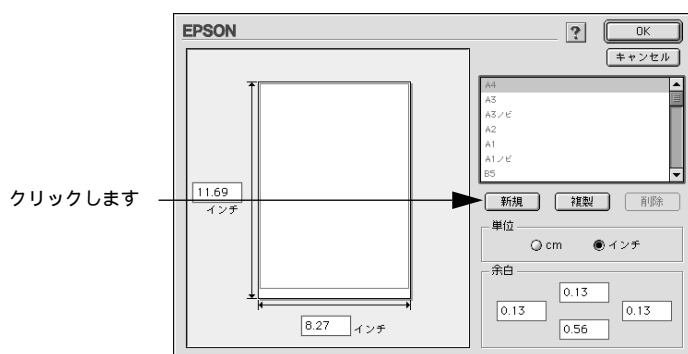 EPSON
?
OK
キャンセル
A4
A3
A3ノビ
A2
A1
A1ノビ
B5
クリックします
11.69
インチ
新規
複製
削除
単位
cm
インチ
余白
0.13
0.13
0.13
0.56
8.27
インチ